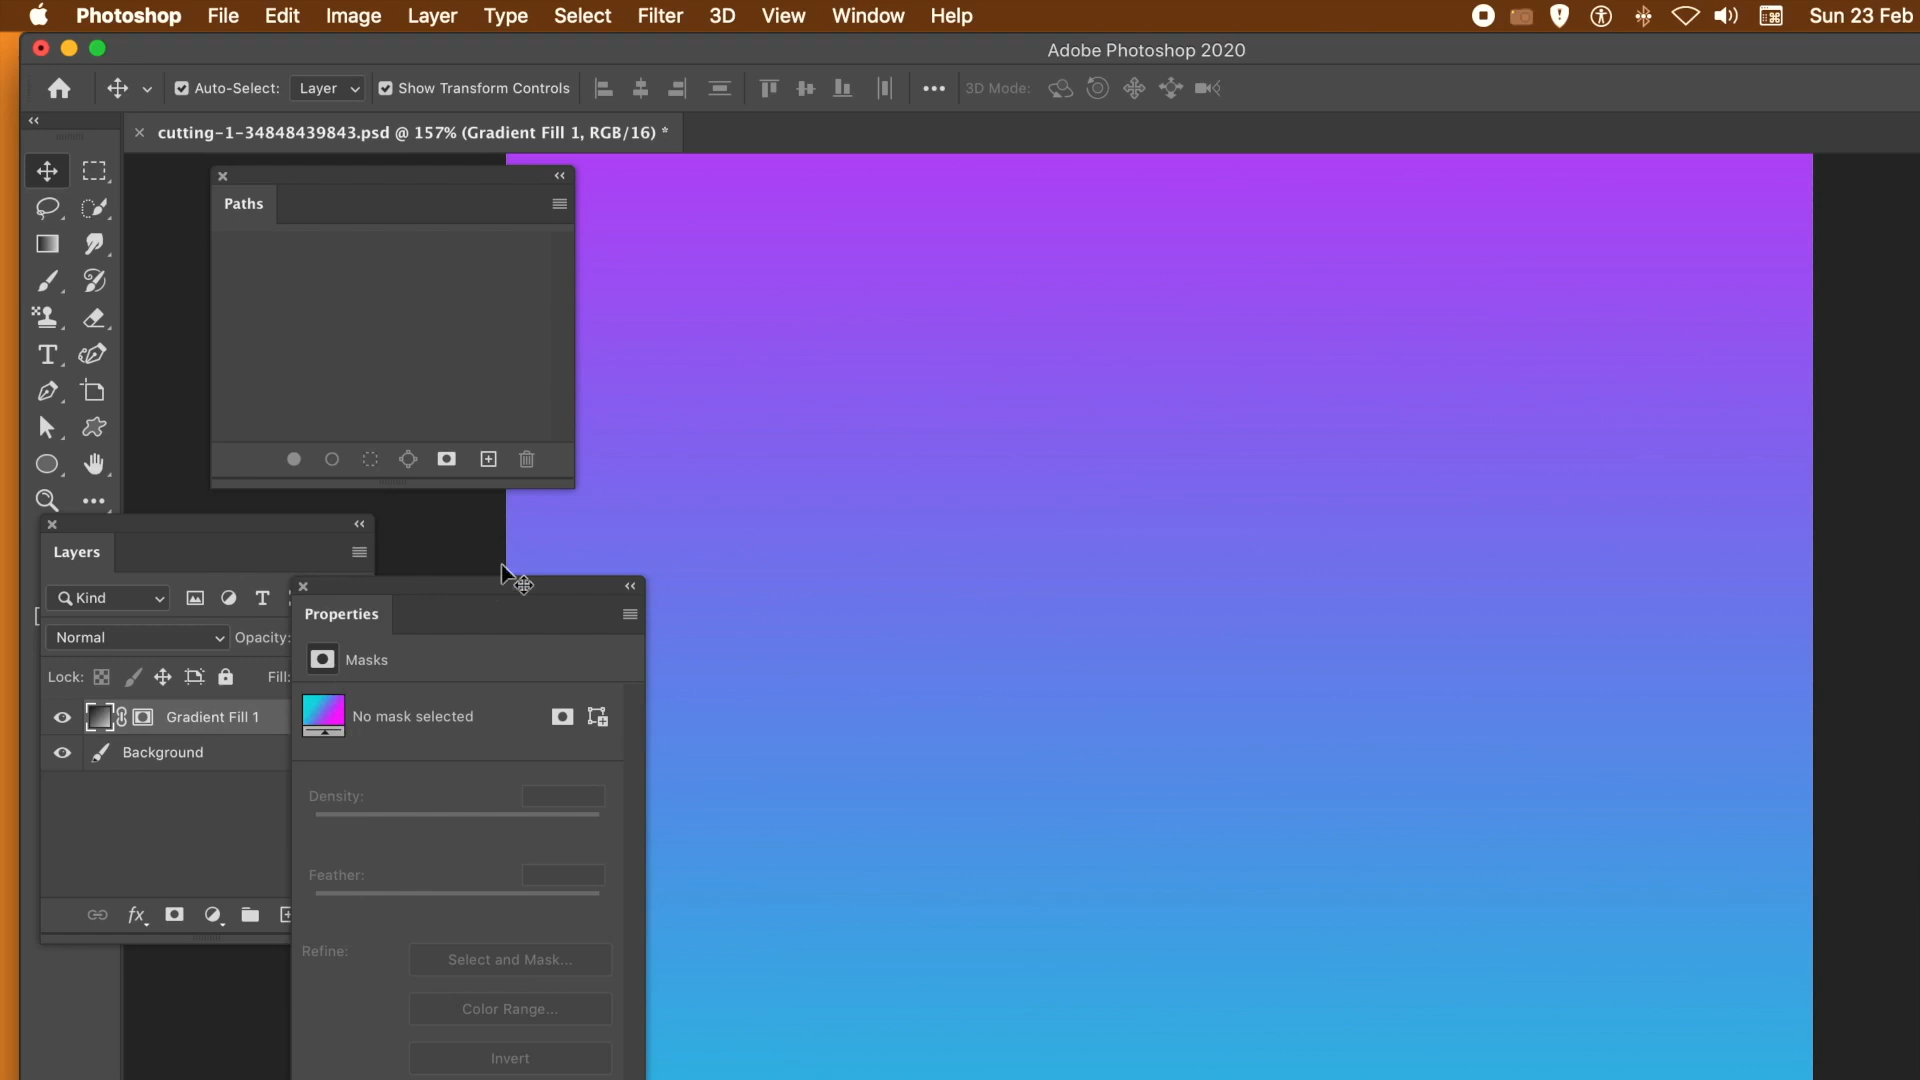 Photoshop File Edit Image Layer Type Select Filter 3D View Window Help Sun 23 Feb
Adobe Photoshop 2020
Auto-Select: Layer Show Transform Controls 3D Mode:
cutting-1-34848439843.psd @ 157% (Gradient Fill 1, RGB/16) *
Paths
Layers
Kind
Normal Opacity:
Lock: Fill:
Gradient Fill 1
Background
Properties
Masks
No mask selected
Density:
Feather:
Refine: Select and Mask...
Color Range...
Invert